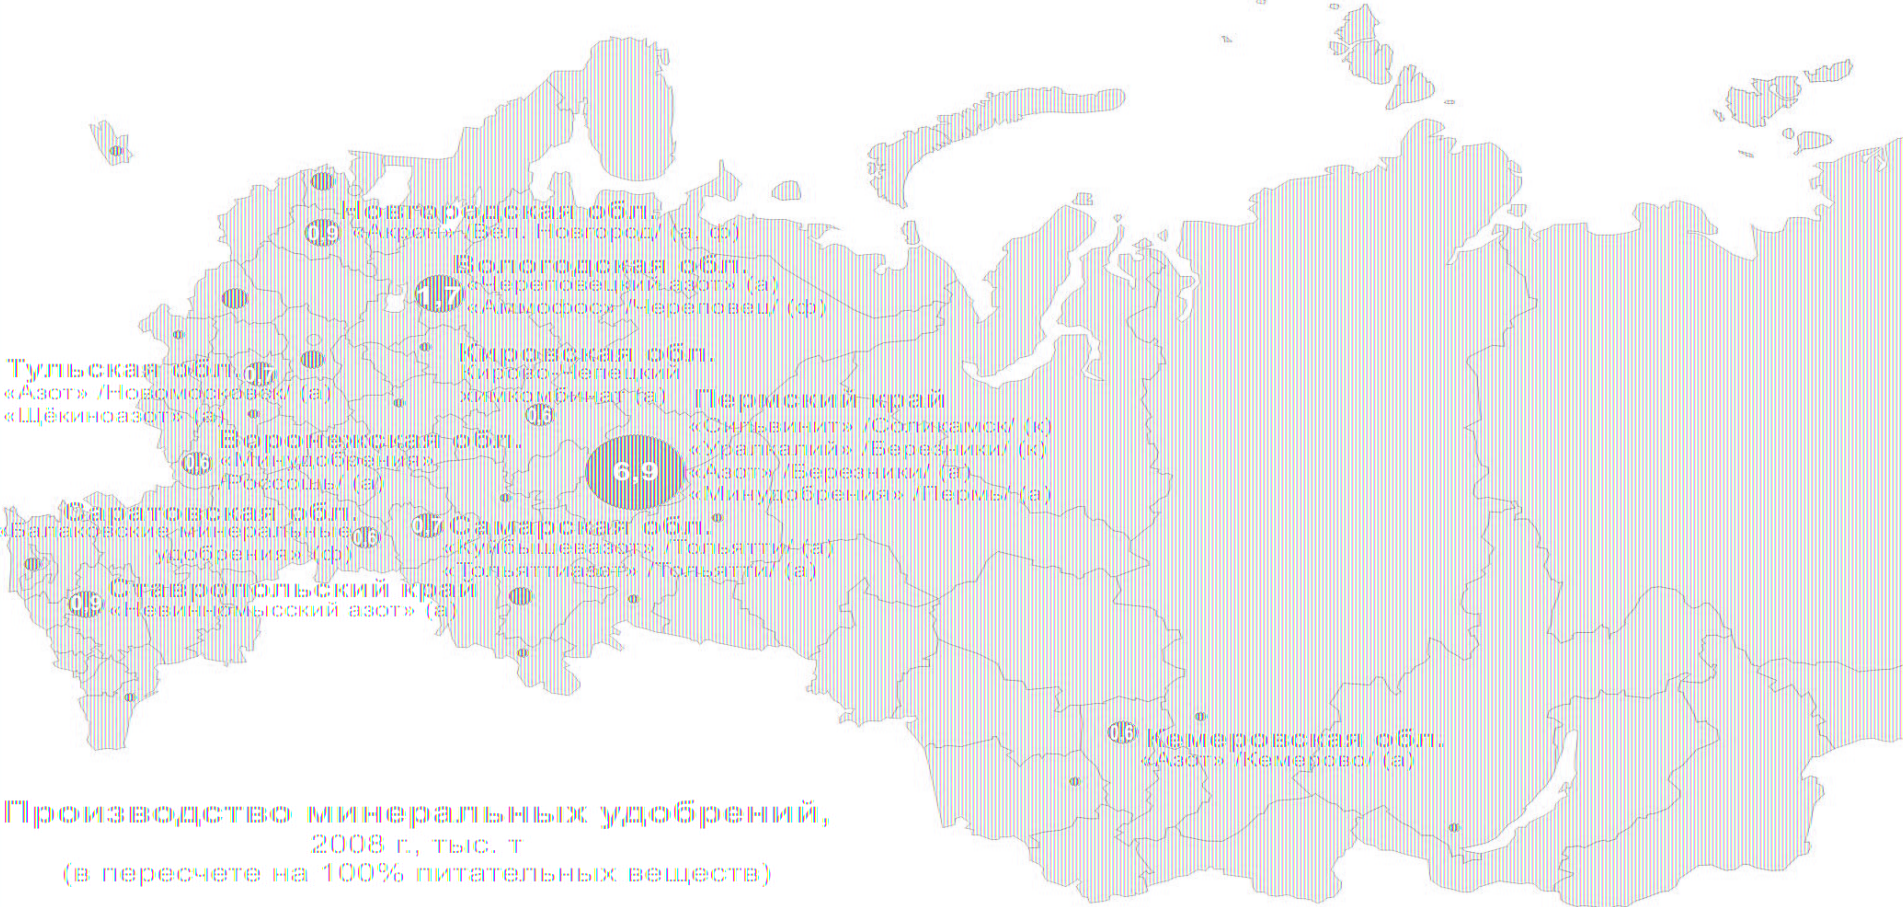 Новгородская обл.
0,9
«Акрон» /Вел. Новгород/ (а, ф)
Вологодская обл.
1,7
«Череповецкий азот» (а)
«Аммофос» /Череповец/ (ф)
Кировская обл.
Кирово-Чепецкий
химкомбинат (а)
0,6
Тульская обл.
0,7
«Азот» /Новомосковск/ (а)
«Щёкиноазот» (а)
Пермский край
6,9
«Сильвинит» /Соликамск/ (к)
«Уралкалий» /Березники/ (к)
«Азот» /Березники/ (а)
«Минудобрения» /Пермь/ (а)
Воронежская обл.
0,6
«Минудобрения»
/Россошь/ (а)
Саратовская обл.
0,6
«Балаковские минеральные
удобрения» (ф)
Самарская обл.
0,7
«Куйбышевазот» /Тольятти/ (а)
«Тольяттиазот» /Тольятти/ (а)
Ставропольский край
0,9
«Невинномысский азот» (а)
0,6
Кемеровская обл.
«Азот» /Кемерово/ (а)
Производство минеральных удобрений,
2008 г., тыс. т
(в пересчете на 100% питательных веществ)